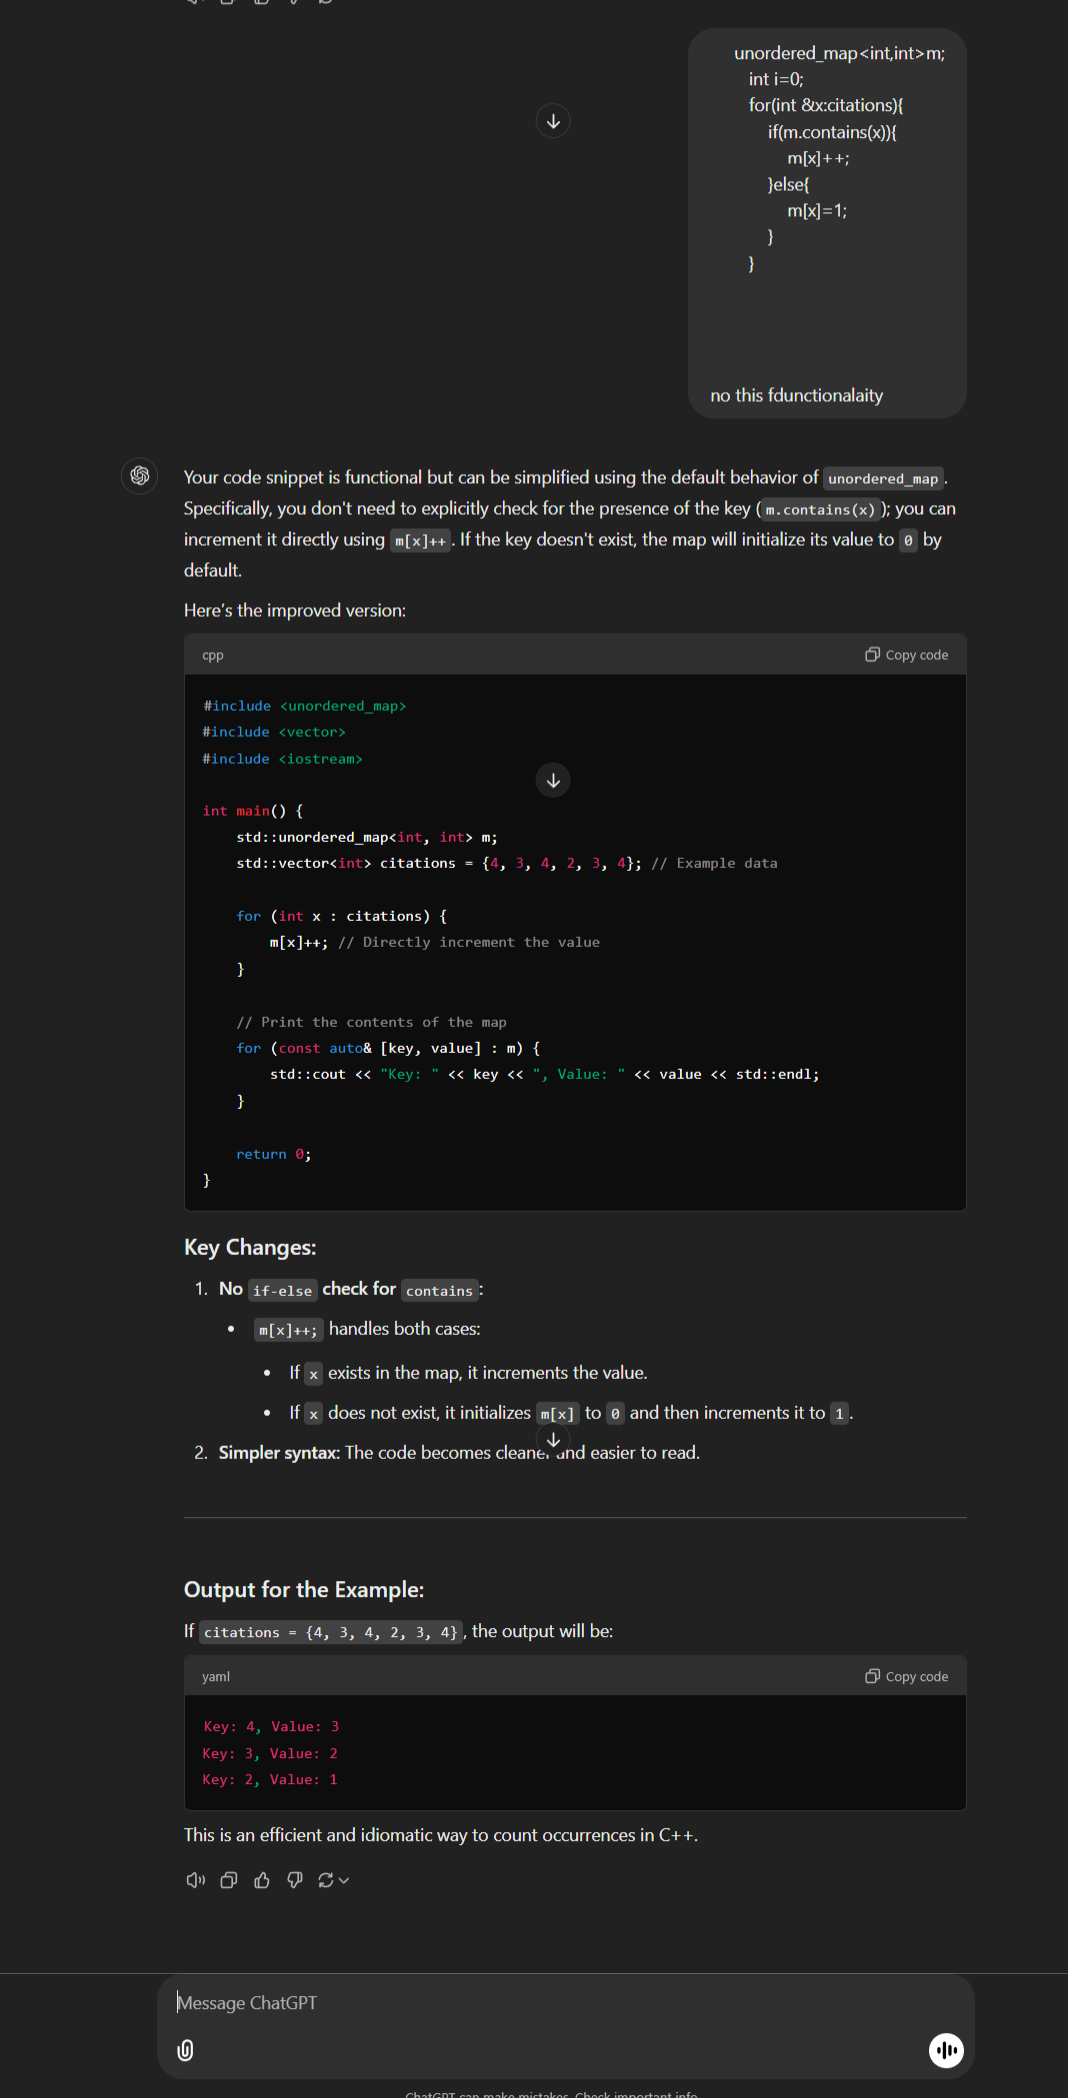 unordered_map<int,int>m;
int i=0;
for(int &x:citations){
if(m.contains(x)){
m[x]++;
}else{
m[x]=1;
}
}
no this fdunctionalaity
Your code snippet is functional but can be simplified using the default behavior of unordered_map.
Specifically, you don't need to explicitly check for the presence of the key (m.contains(x)); you can
increment it directly using m[x]++. If the key doesn't exist, the map will initialize its value to 0 by
default.
Here's the improved version:
cpp
Copy code
#include <unordered_map>
#include <vector>
#include <iostream>
int main() {
std::unordered_map<int, int> m;
std::vector<int> citations = {4, 3, 4, 2, 3, 4}; // Example data
for (int x : citations) {
m[x]++; // Directly increment the value
}
// Print the contents of the map
for (const auto& [key, value] : m) {
std::cout << "Key: " << key << ", Value: " << value << std::endl;
}
return 0;
}
Key Changes:
1. No if-else check for contains:
• m[x]++; handles both cases:
• If x exists in the map, it increments the value.
• If x does not exist, it initializes m[x] to 0 and then increments it to 1.
2. Simpler syntax: The code becomes cleaner and easier to read.
Output for the Example:
If citations = {4, 3, 4, 2, 3, 4}, the output will be:
yaml
Copy code
Key: 4, Value: 3
Key: 3, Value: 2
Key: 2, Value: 1
This is an efficient and idiomatic way to count occurrences in C++.
Message ChatGPT
ChatGPT can make mistakes. Check important info.